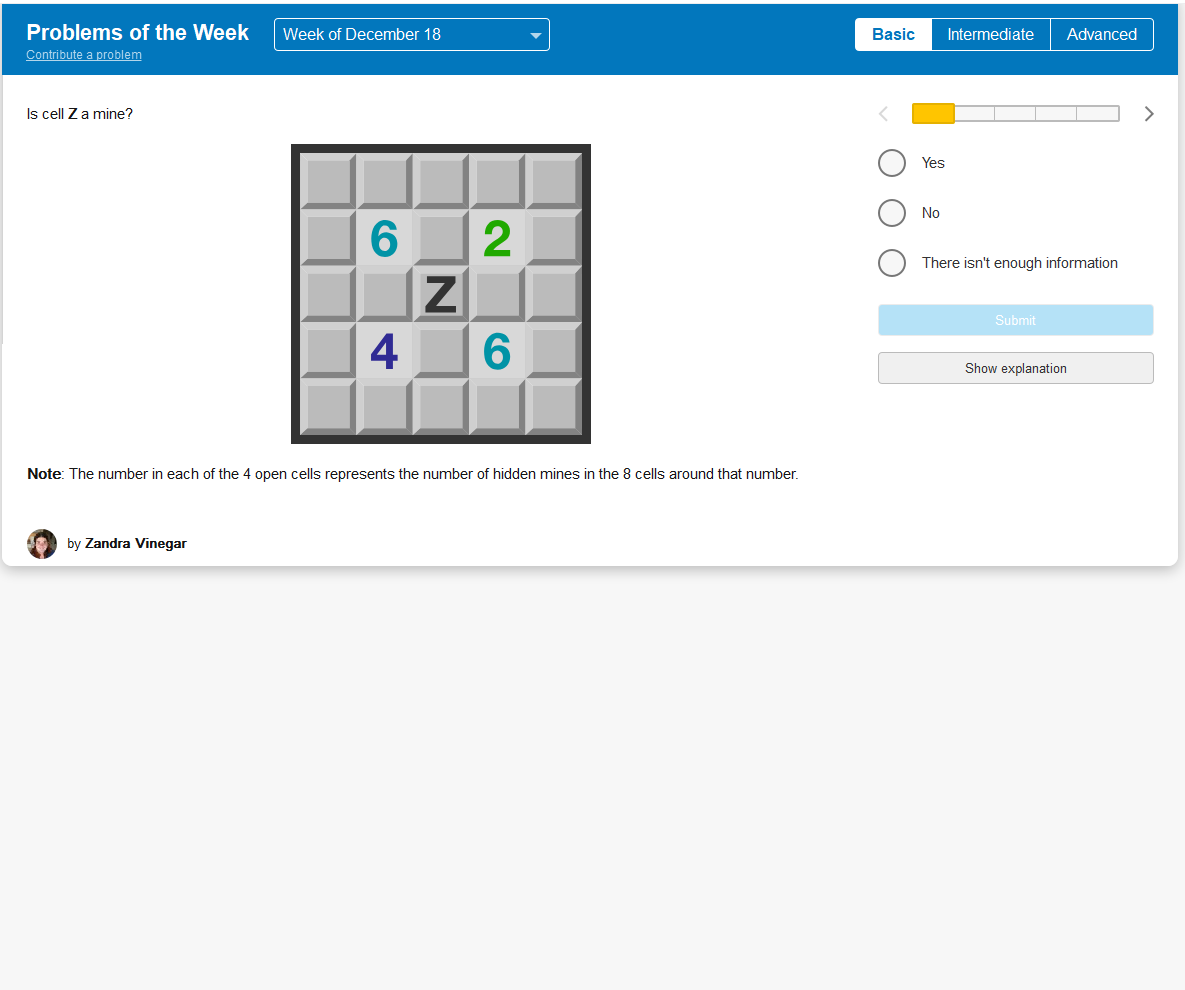 Problems of the Week
Contribute a problem
Week of December 18
Basic
Intermediate
Advanced
Is cell Z a mine?
6 2
Z
4 6
Yes
No
There isn't enough information
Submit
Show explanation
Note: The number in each of the 4 open cells represents the number of hidden mines in the 8 cells around that number.
by Zandra Vinegar